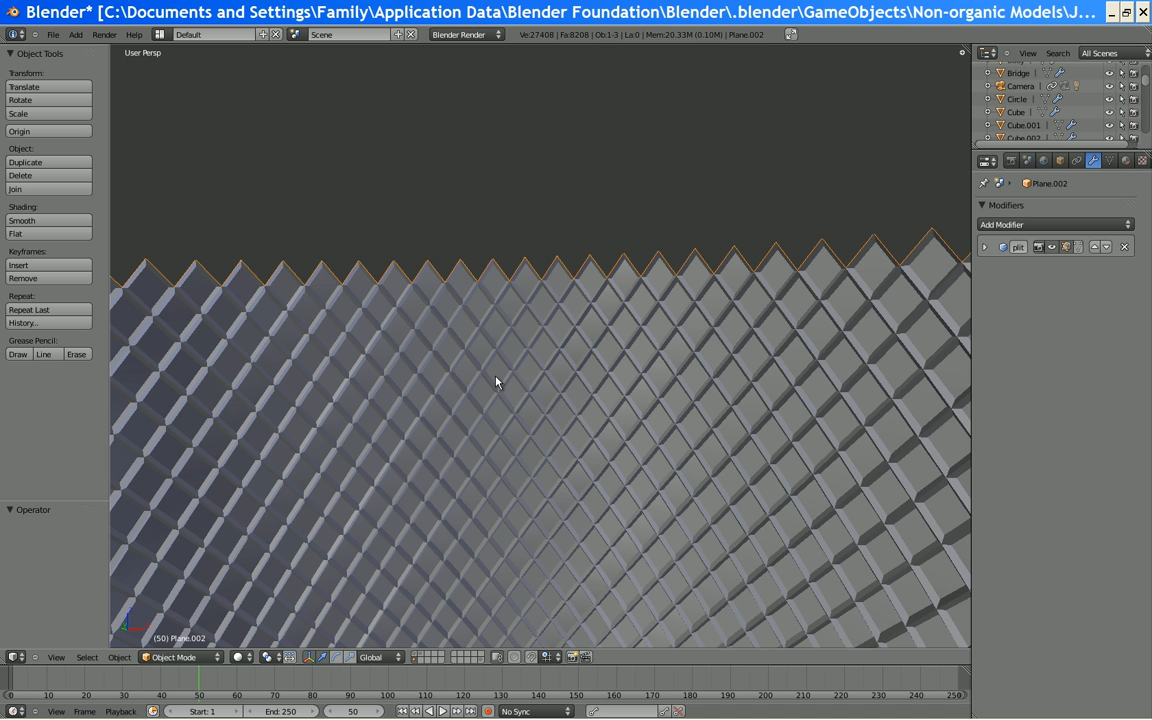 Blender* [C:\Documents and Settings\Family\Application Data\Blender Foundation\Blender\.blender\GameObjects\Non-organic Models\J...
File Add Render Help Default Scene Blender Render Ve:27408 | Fa:8208 | Ob:1-3 | La:0 | Mem:20.33M (0.10M) | Plane.002
Object Tools
User Persp
View Search All Scenes
Transform:
Bridge
Translate
Camera
Rotate
Circle
Scale
Cube
Origin
Cube.001
Cube.002
Object:
Duplicate
Delete
Plane.002
Join
Shading:
Modifiers
Smooth
Add Modifier
Flat
plit
Keyframes:
Insert
Remove
Repeat:
Repeat Last
History...
Grease Pencil:
Draw Line Erase
Operator
(50) Plane.002
View Select Object Object Mode Global
0 10 20 30 40 50 60 70 80 90 100 110 120 130 140 150 160 170 180 190 200 210 220 230 240 250
View Frame Playback Start: 1 End: 250 50 No Sync